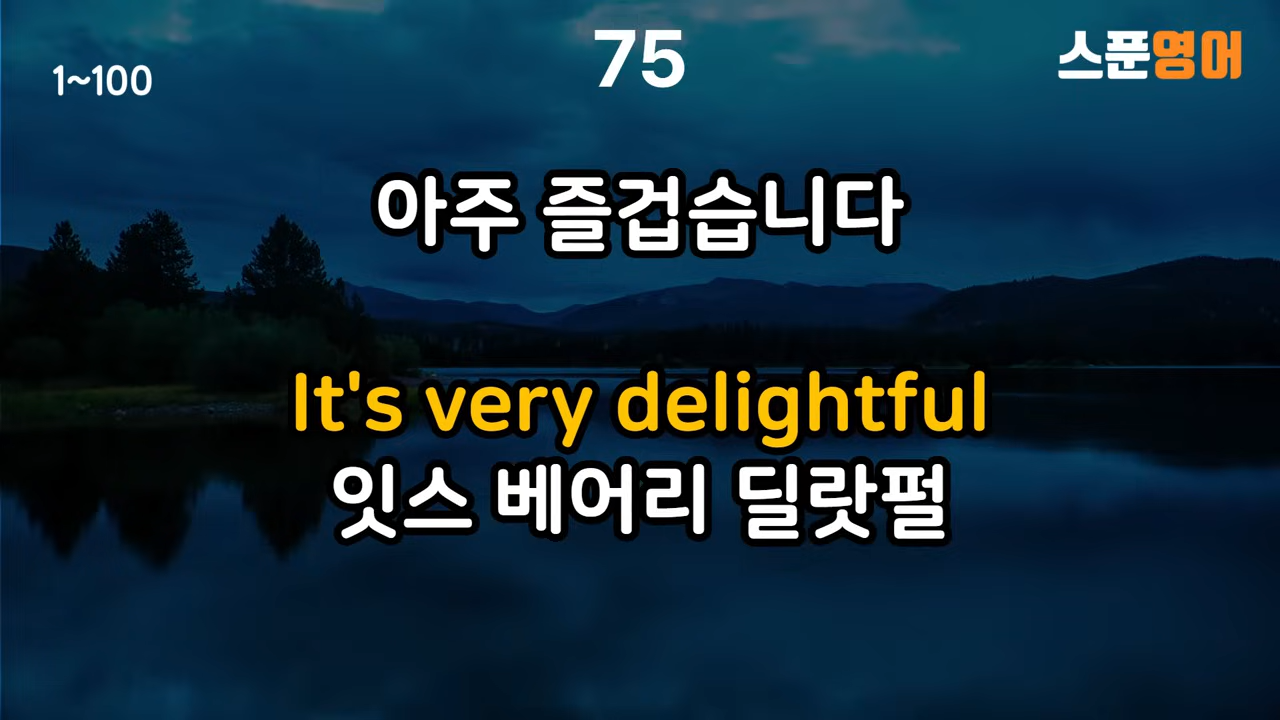 75
1~100
스푼영어
아주 즐겁습니다
It's very delightful
잇스 베어리 딜랏펄